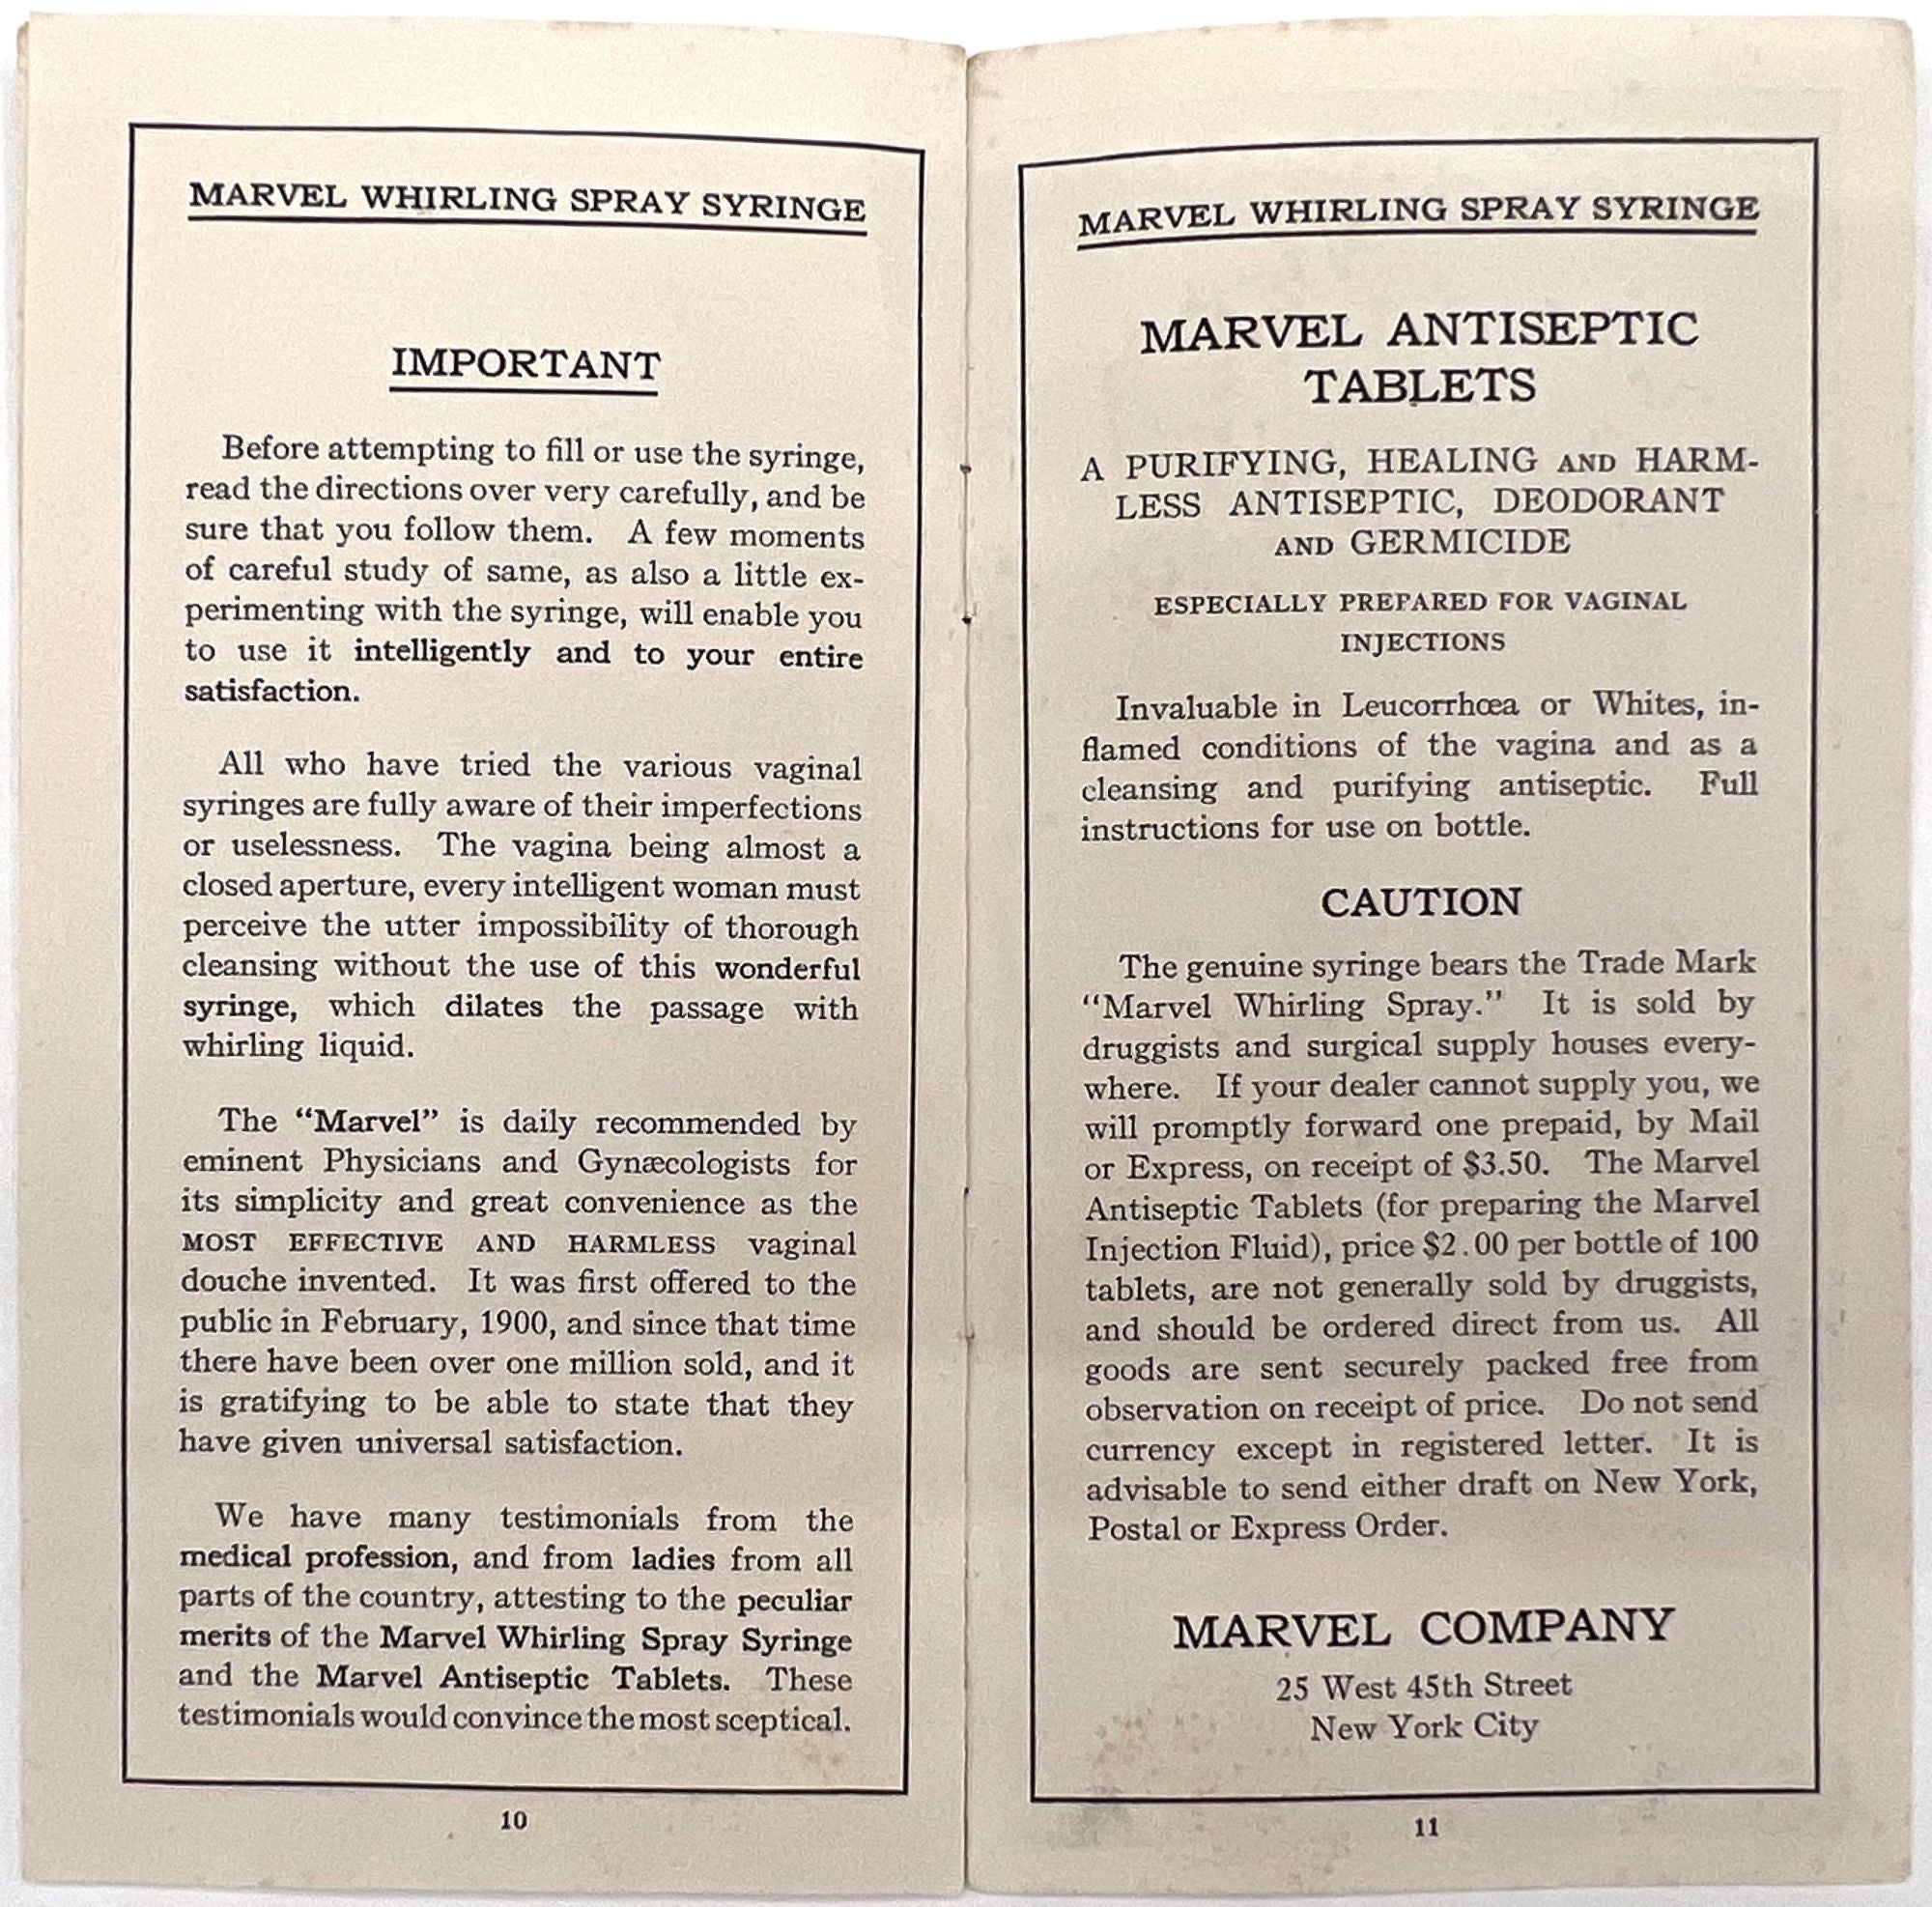 MARVEL WHIRLING SPRAY SYRINGE
IMPORTANT
Before attempting to fill or use the syringe,
read the directions over very carefully, and be
sure that you follow them. A few moments
of careful study of same, as also a little ex-
perimenting with the syringe, will enable you
to use it intelligently and to your entire
satisfaction.
All who have tried the various vaginal
syringes are fully aware of their imperfections
or uselessness. The vagina being almost a
closed aperture, every intelligent woman must
perceive the utter impossibility of thorough
cleansing without the use of this wonderful
syringe, which dilates the passage with
whirling liquid.
The “Marvel” is daily recommended by
eminent Physicians and Gynæcologists for
its simplicity and great convenience as the
MOST EFFECTIVE AND HARMLESS vaginal
douche invented. It was first offered to the
public in February, 1900, and since that time
there have been over one million sold, and it
is gratifying to be able to state that they
have given universal satisfaction.
We have many testimonials from the
medical profession, and from ladies from all
parts of the country, attesting to the peculiar
merits of the Marvel Whirling Spray Syringe
and the Marvel Antiseptic Tablets. These
testimonials would convince the most sceptical.
10
MARVEL WHIRLING SPRAY SYRINGE
MARVEL ANTISEPTIC
TABLETS
A PURIFYING, HEALING AND HARM-
LESS ANTISEPTIC, DEODORANT
AND GERMICIDE
ESPECIALLY PREPARED FOR VAGINAL
INJECTIONS
Invaluable in Leucorrhœa or Whites, in-
flamed conditions of the vagina and as a
cleansing and purifying antiseptic. Full
instructions for use on bottle.
CAUTION
The genuine syringe bears the Trade Mark
“Marvel Whirling Spray.” It is sold by
druggists and surgical supply houses every-
where. If your dealer cannot supply you, we
will promptly forward one prepaid, by Mail
or Express, on receipt of $3.50. The Marvel
Antiseptic Tablets (for preparing the Marvel
Injection Fluid), price $2.00 per bottle of 100
tablets, are not generally sold by druggists,
and should be ordered direct from us. All
goods are sent securely packed free from
observation on receipt of price. Do not send
currency except in registered letter. It is
advisable to send either draft on New York,
Postal or Express Order.
MARVEL COMPANY
25 West 45th Street
New York City
11